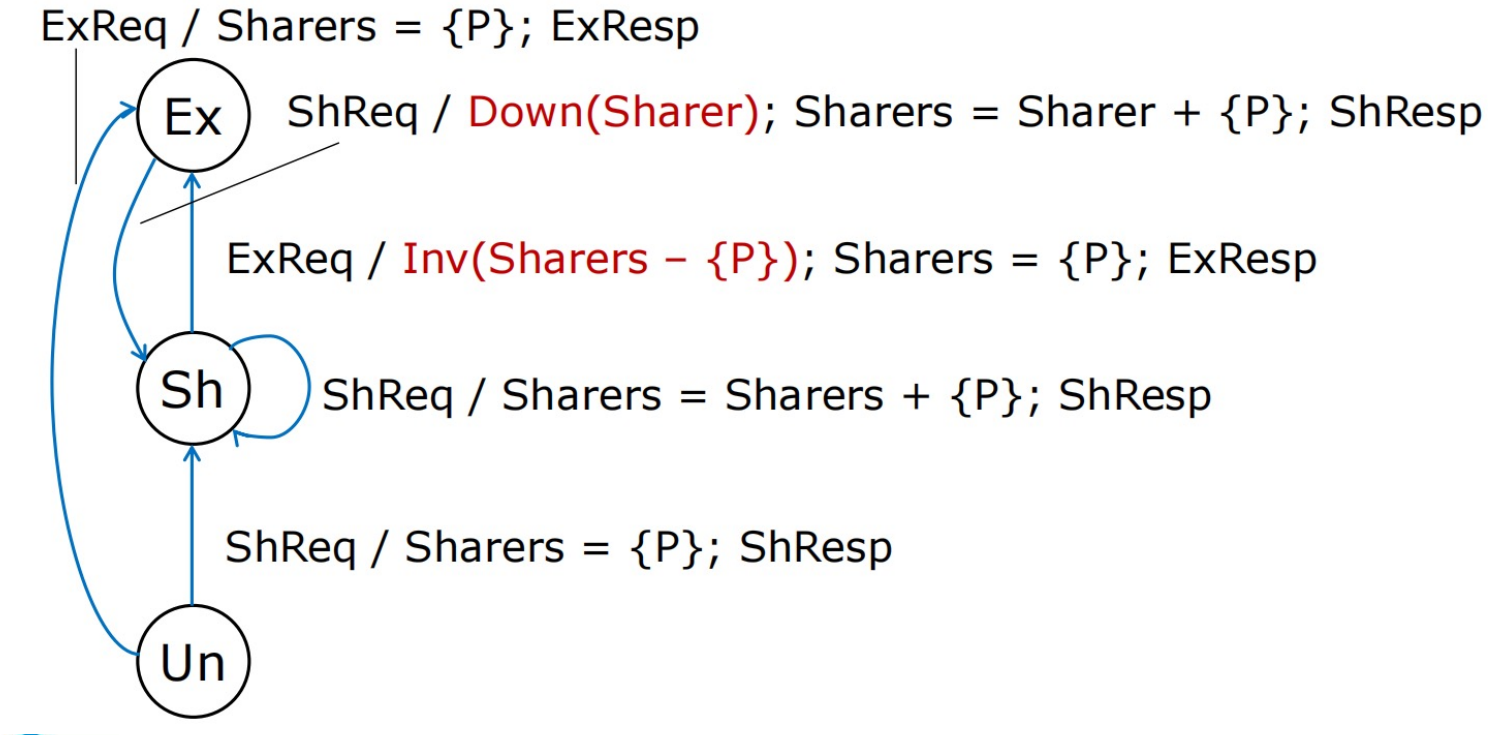 ExReq / Sharers = {P}; ExResp
Ex
ShReq / Down(Sharer); Sharers = Sharer + {P}; ShResp
ExReq / Inv(Sharers – {P}); Sharers = {P}; ExResp
Sh
ShReq / Sharers = Sharers + {P}; ShResp
ShReq / Sharers = {P}; ShResp
Un